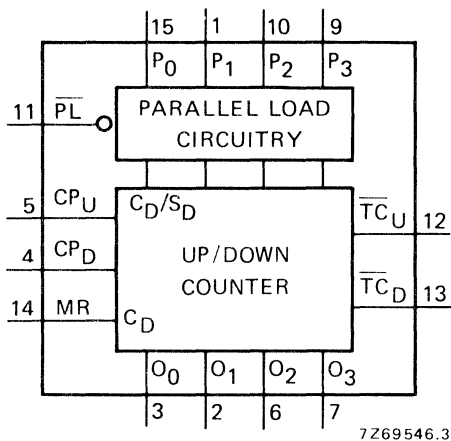 15 1 10 9
P0 P1 P2 P3
11 PL PARALLEL LOAD
CIRCUITRY
5 CPU CD/SD TCU 12
4 CPD UP/DOWN
COUNTER TCD 13
14 MR CD
O0 O1 O2 O3
3 2 6 7
7Z69546.3